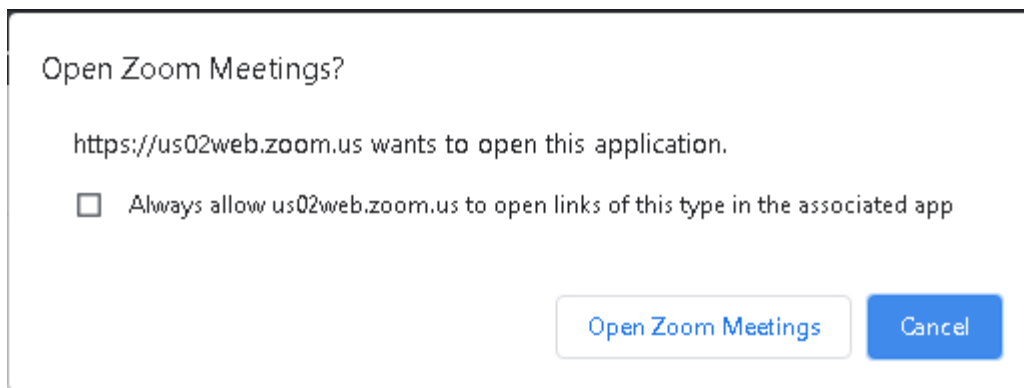 Open Zoom Meetings?
https://us02web.zoom.us wants to open this application.
Always allow us02web.zoom.us to open links of this type in the associated app
Open Zoom Meetings
Cancel